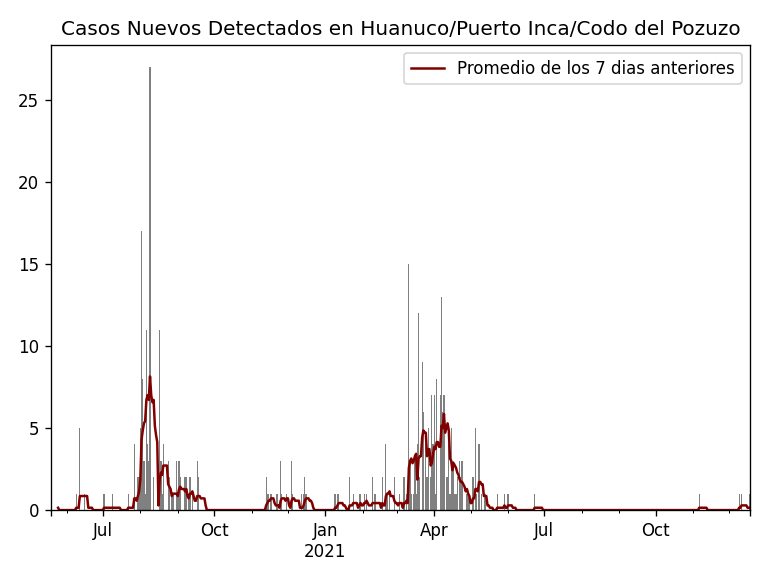 Casos Nuevos Detectados en Huanuco/Puerto Inca/Codo del Pozuzo
Promedio de los 7 dias anteriores
25
20
15
10
5
0
Jul Oct Jan Apr Jul Oct
2021